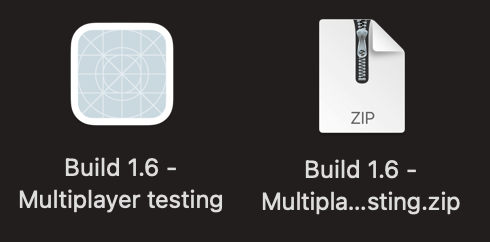 ZIP
Build 1.6 -
Multiplayer testing
Build 1.6 -
Multipla...sting.zip